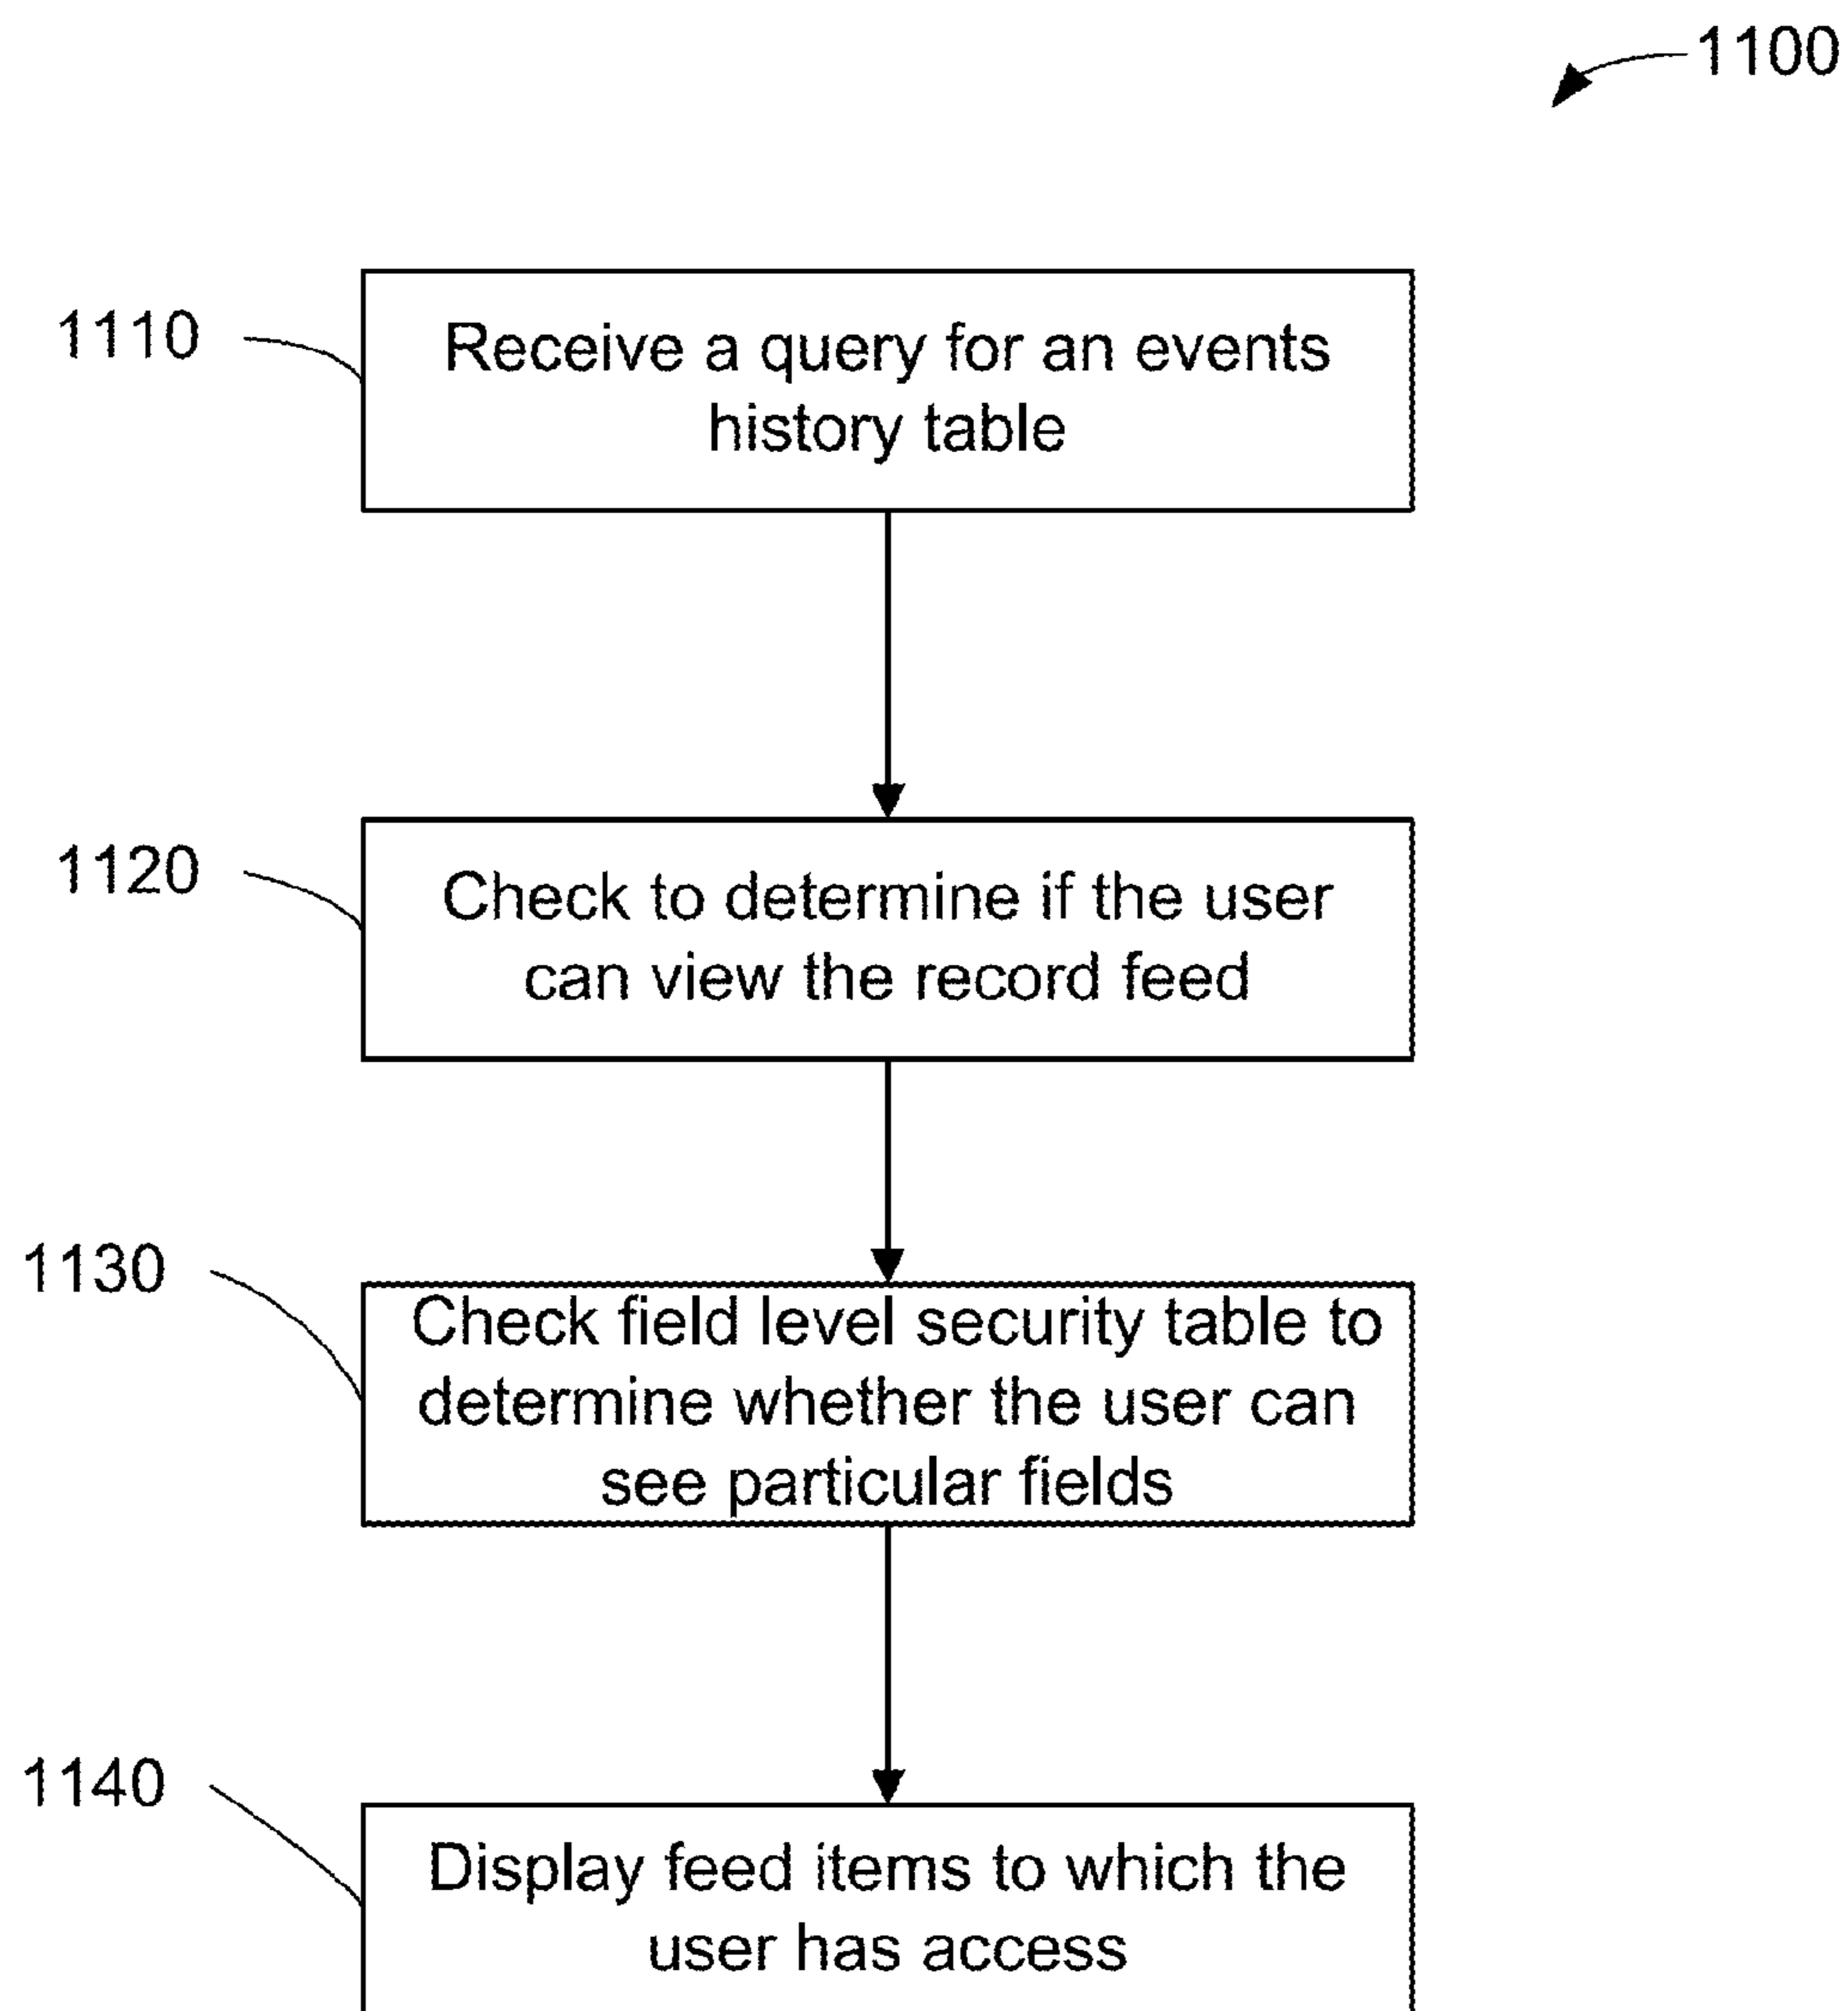 1100
1110
Receive a query for an events
history table
1120
Check to determine if the user
can view the record feed
1130
Check field level security table to
determine whether the user can
see particular fields
1140
Display feed items to which the
user has access